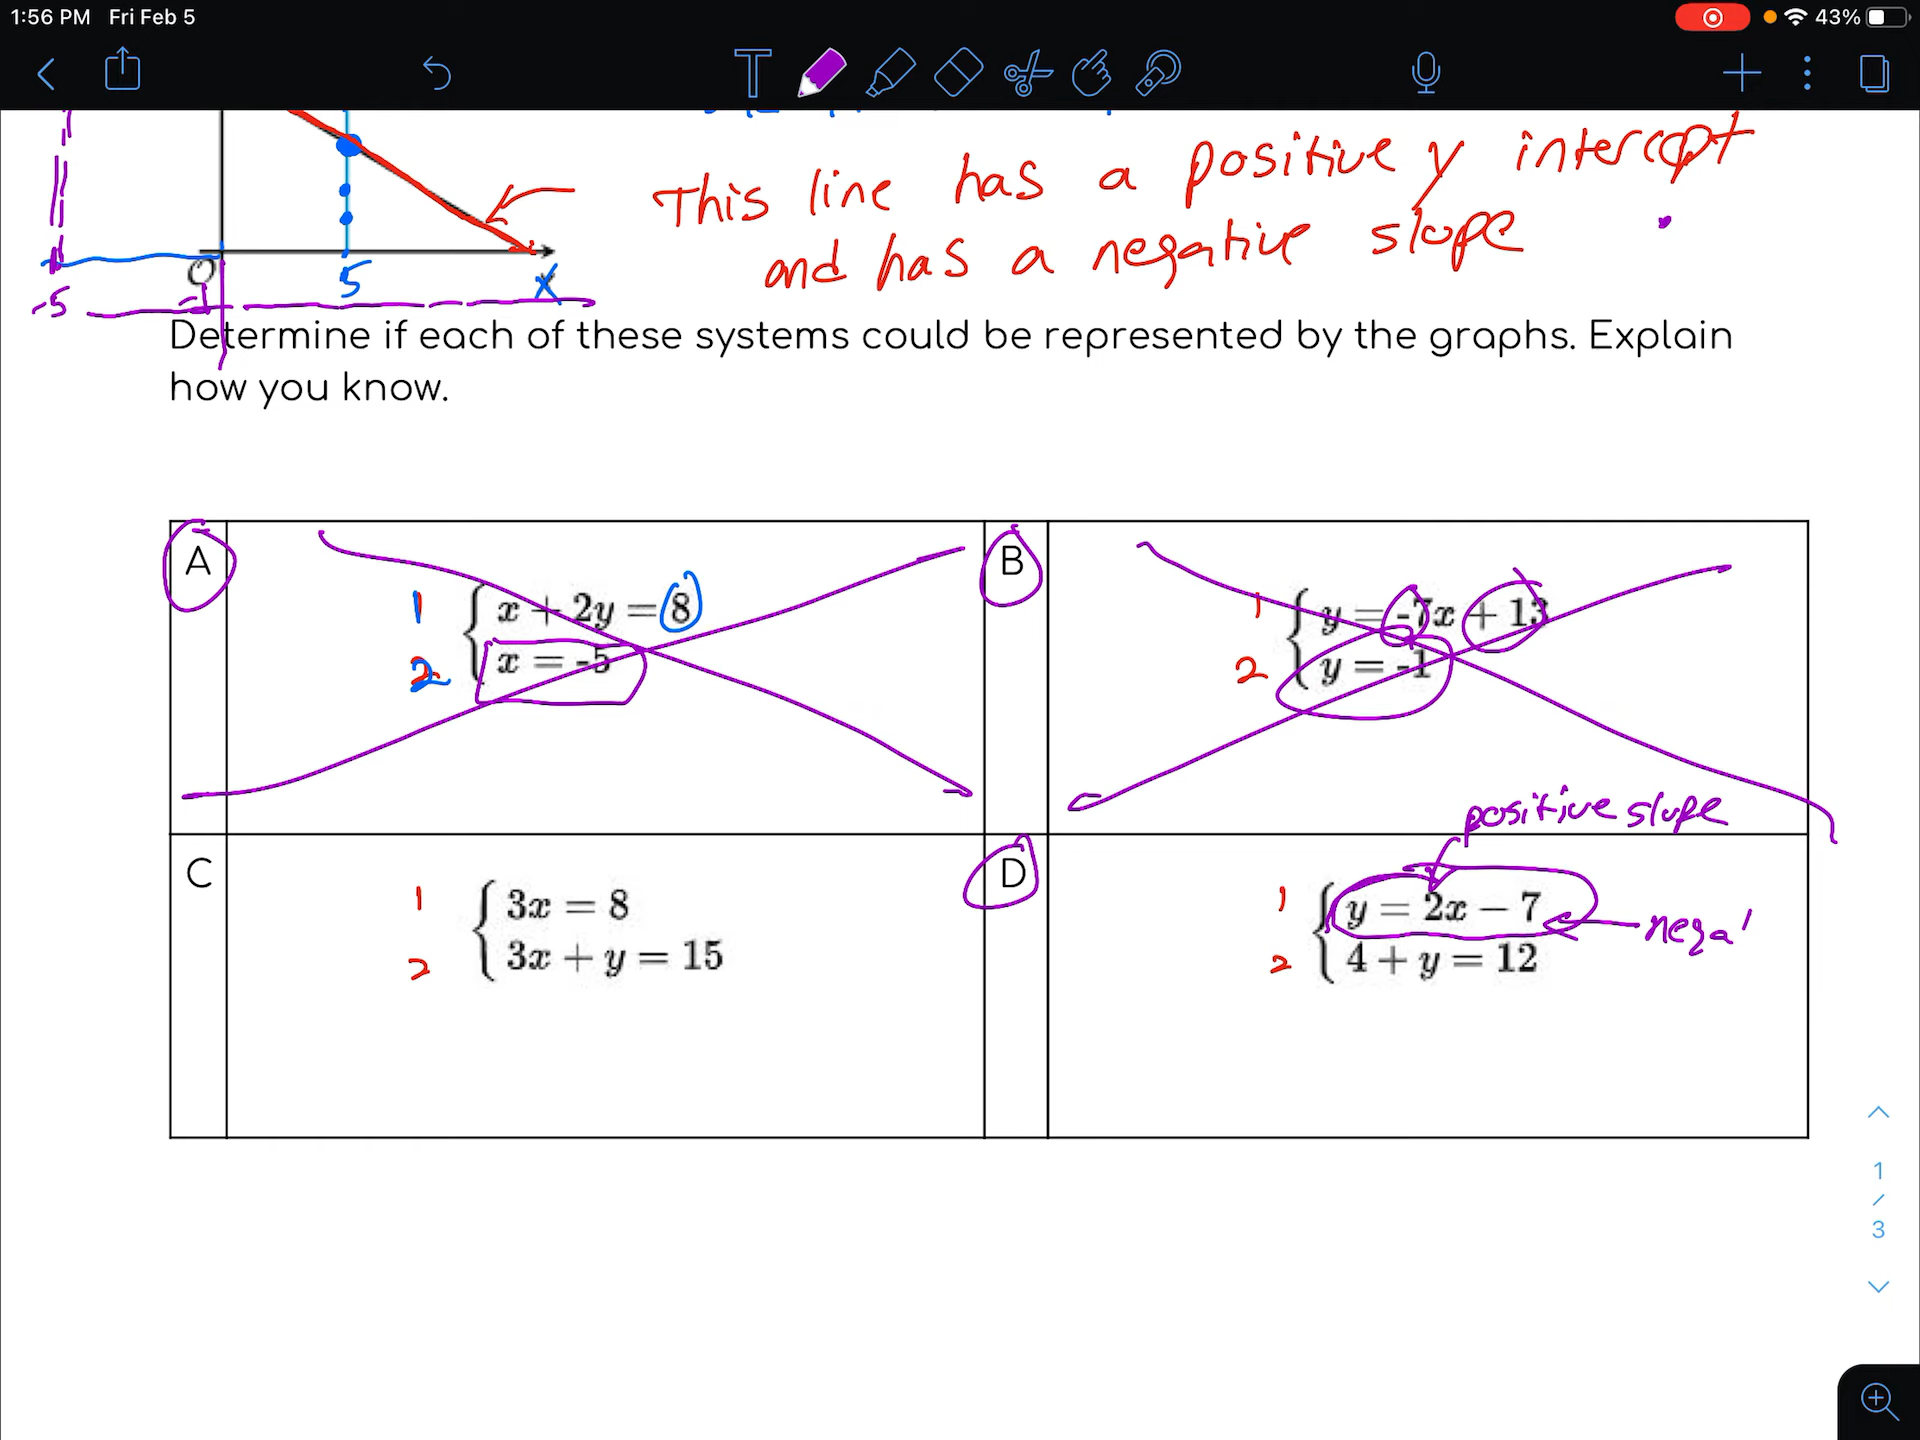 1:56 PM Fri Feb 5
43%
This line has a positive y intercept
and has a negative slope
-5
O
-1
5
X
Determine if each of these systems could be represented by the graphs. Explain
how you know.
A
1 x + 2y = 8
2 x = -5
B
1 y = -7x + 13
2 y = -1
positive slope
C
1 3x = 8
2 3x + y = 15
D
1 y = 2x − 7
nega
2 4 + y = 12
1
/
3